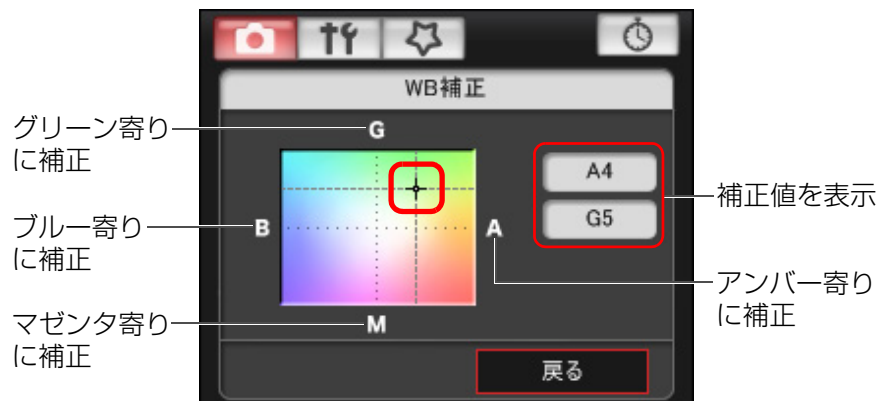 WB補正
グリーン寄り
に補正
G
A4
補正値を表示
G5
ブルー寄り
に補正
B
A
アンバー寄り
に補正
マゼンタ寄り
に補正
M
戻る